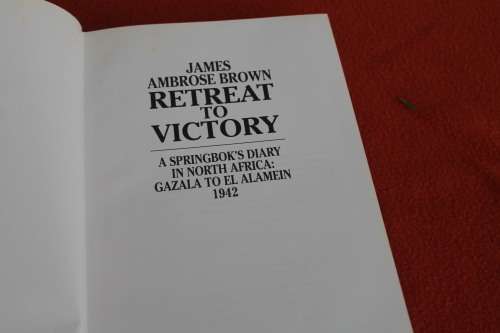 JAMES
AMBROSE BROWN
RETREAT
TO
VICTORY
A SPRINGBOK'S DIARY
IN NORTH AFRICA:
GAZALA TO EL ALAMEIN
1942